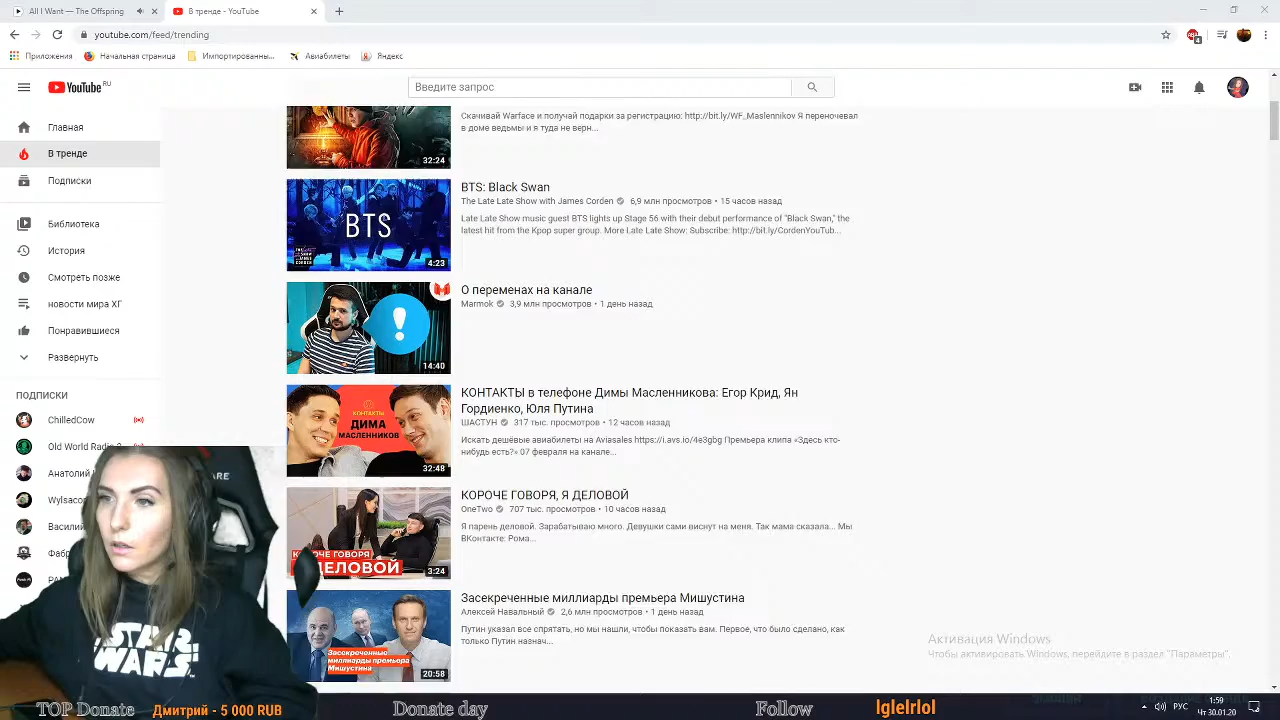 All I Want — The Offspring
В тренде - YouTube
youtube.com/feed/trending
Приложения
Начальная страница
Импортированны...
Авиабилеты
Яндекс
YouTube RU
Введите запрос
Главная
В тренде
Подписки
Библиотека
История
Смотреть позже
новости мира ХГ
Понравившиеся
Развернуть
ПОДПИСКИ
ChilledCow
Old World Radio 2
Анатолий
Wylsacom
Василий
Фабр
Скачивай Warface и получай подарки за регистрацию: http://bit.ly/WF_Maslennikov Я переночевал
в доме ведьмы и я туда не верн...
32:24
BTS: Black Swan
The Late Late Show with James Corden 6,9 млн просмотров • 15 часов назад
Late Late Show music guest BTS lights up Stage 56 with their debut performance of "Black Swan," the
latest hit from the Kpop super group. More Late Late Show: Subscribe: http://bit.ly/CordenYouTub...
BTS
4:23
О переменах на канале
Marmok 3,9 млн просмотров • 1 день назад
14:40
КОНТАКТЫ в телефоне Димы Масленникова: Егор Крид, Ян
Гордиенко, Юля Путина
ШАСТУН 317 тыс. просмотров • 12 часов назад
Искать дешёвые авиабилеты на Aviasales https://i.avs.io/4e3gbg Премьера клипа «Здесь кто-
нибудь есть?» 07 февраля на канале...
КОНТАКТЫ
ДИМА
МАСЛЕННИКОВ
32:48
КОРОЧЕ ГОВОРЯ, Я ДЕЛОВОЙ
OneTwo 707 тыс. просмотров • 10 часов назад
Я парень деловой. Зарабатываю много. Девушки сами виснут на меня. Так мама сказала... Мы
ВКонтакте: Рома...
КОРОЧЕ ГОВОРЯ
ДЕЛОВОЙ
3:24
Засекреченные миллиарды премьера Мишустина
Алексей Навальный 2,6 млн просмотров • 1 день назад
Путин указал все спрятать, но мы нашли, чтобы показать вам. Первое, что было сделано, как
только Путин назнач...
Засекреченные
миллиарды премьера
Мишустина
20:58
STAR
WARS
Активация Windows
Чтобы активировать Windows, перейдите в раздел "Параметры".
TOP Donate
Дмитрий - 5 000 RUB
Donate day
Follow
lglelrlol
РУС
1:59
Чт 30.01.20